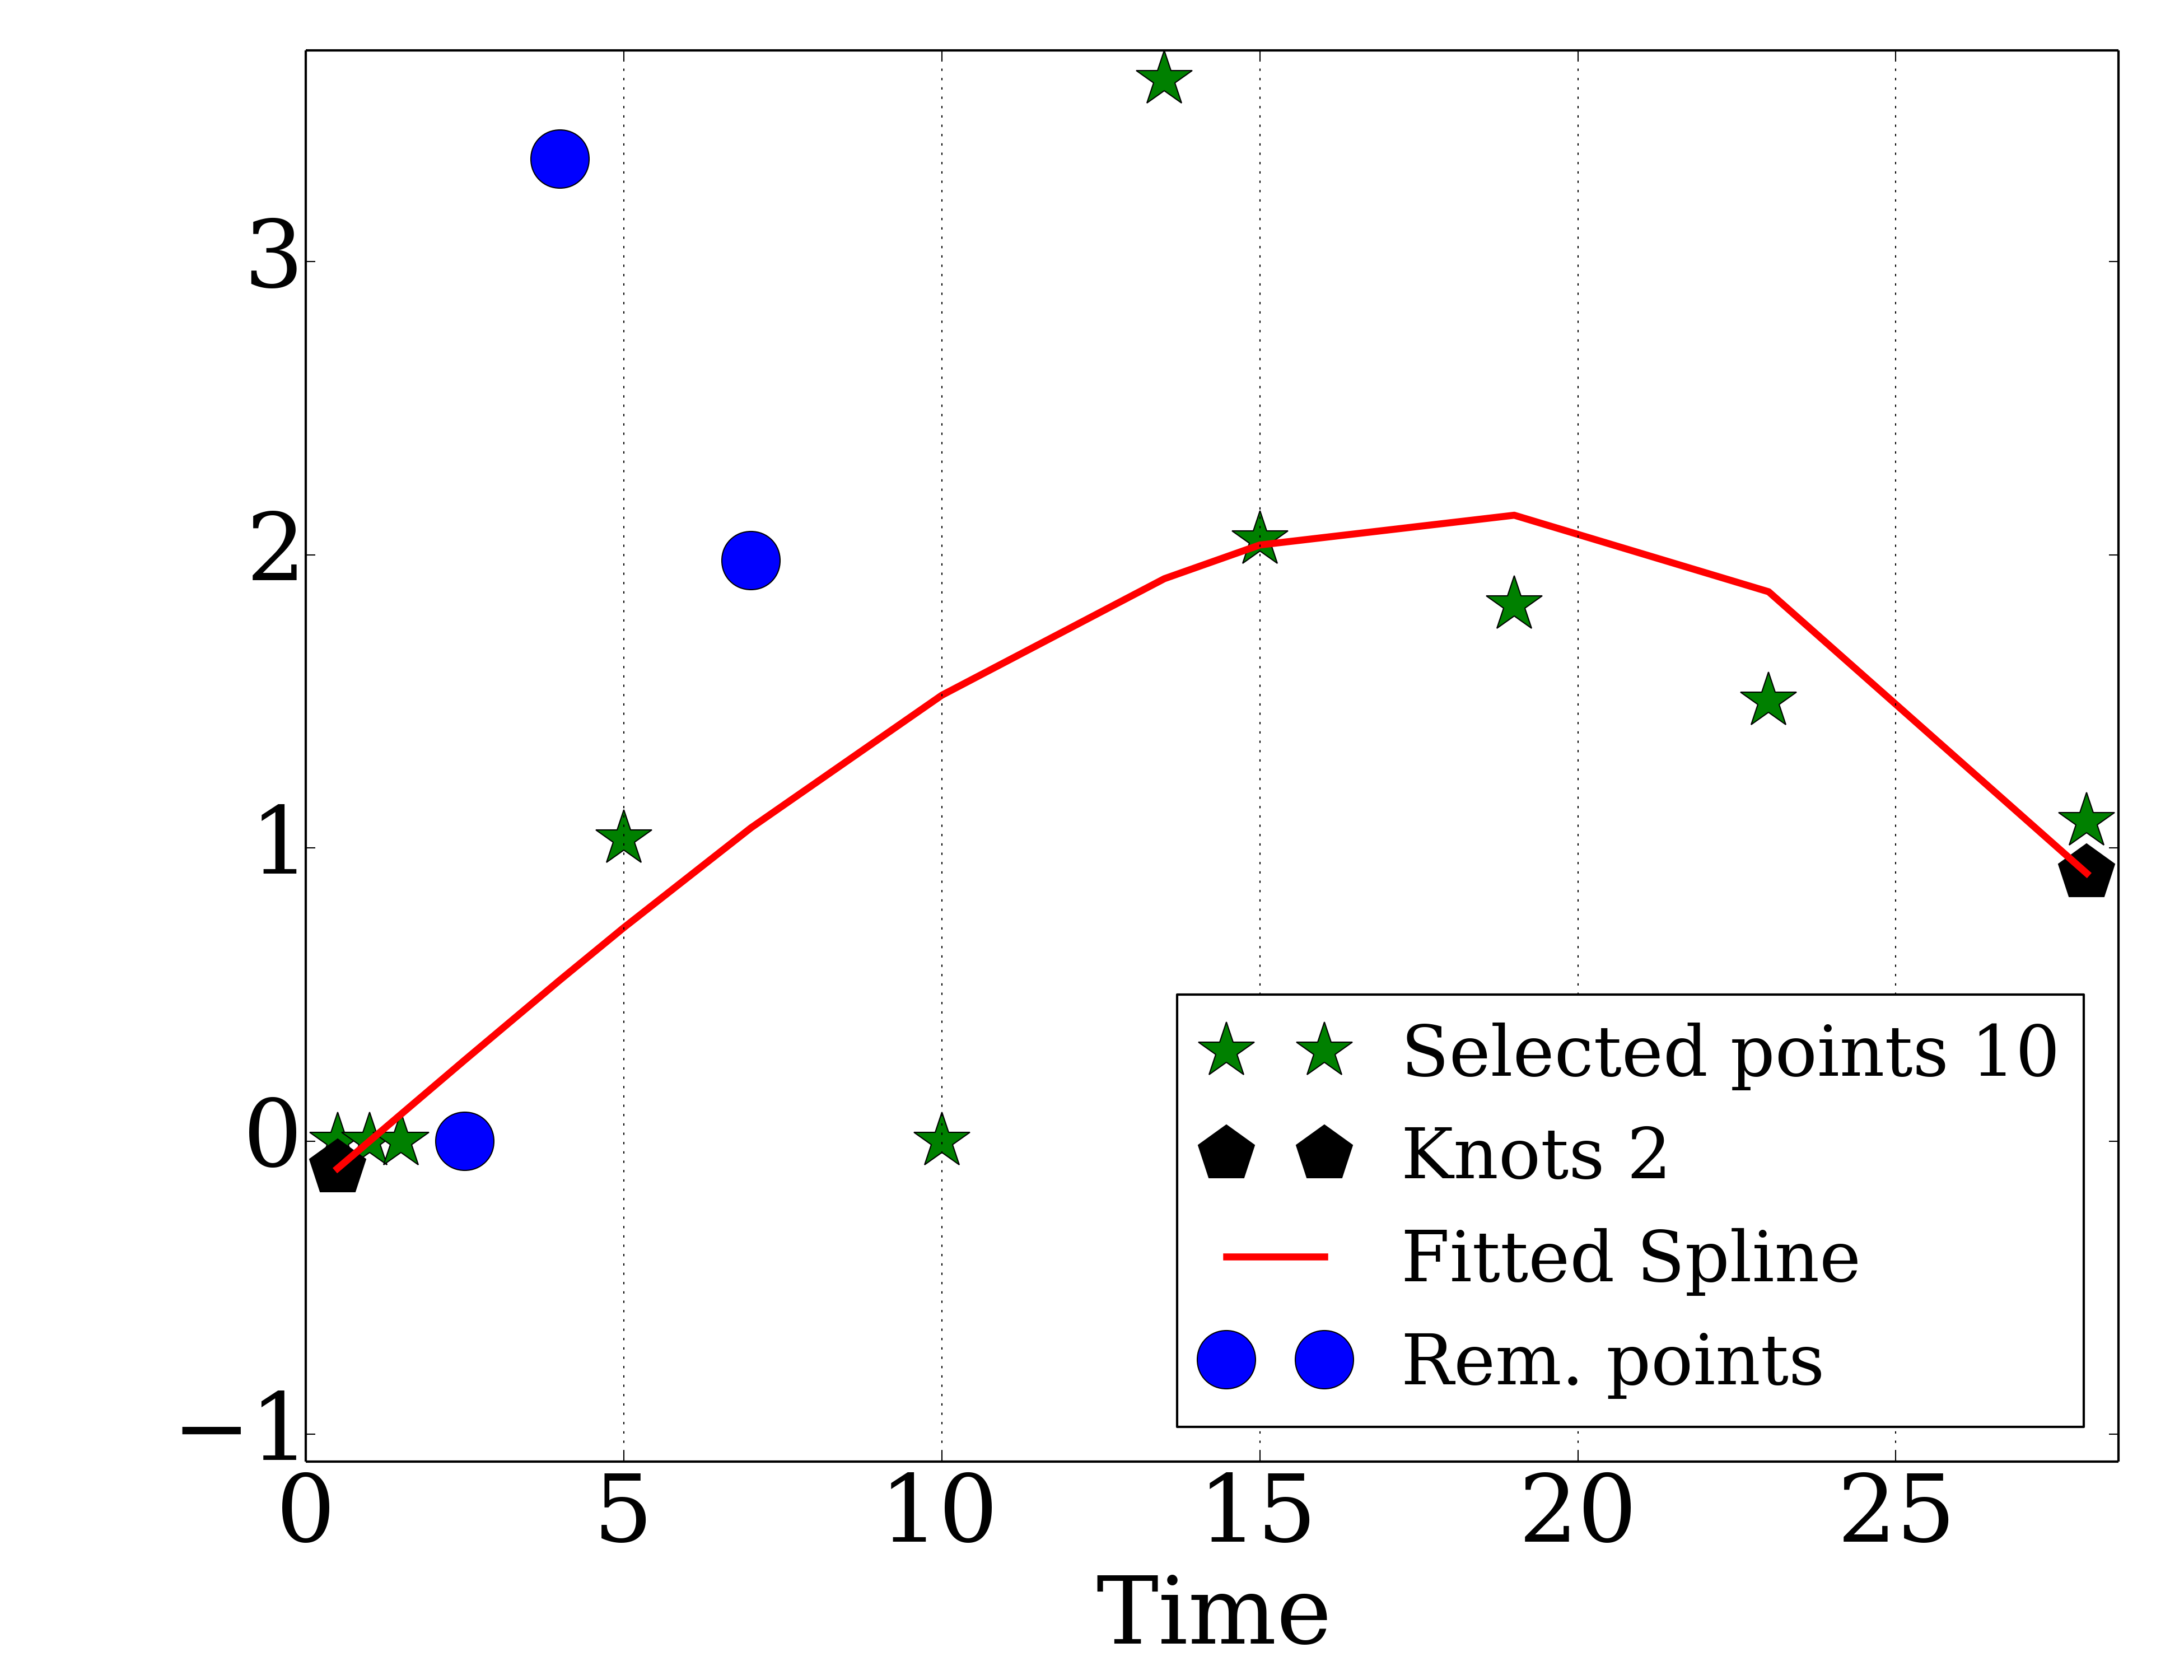 3
2
1
0
−1
0 5 10 15 20 25
Time
Selected points 10
Knots 2
Fitted Spline
Rem. points